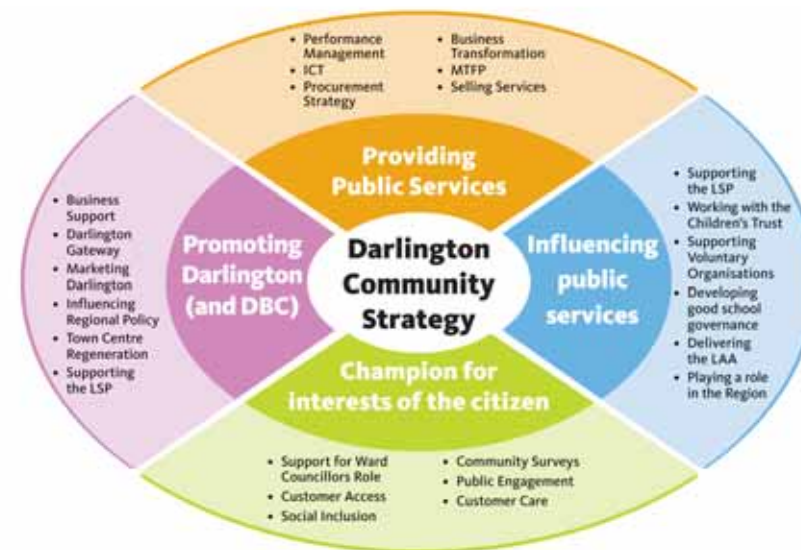 • Performance
Management
• ICT
• Procurement
Strategy
• Business
Transformation
• MTFP
• Selling Services
Providing
Public Services
• Business
Support
• Darlington
Gateway
• Marketing
Darlington
• Influencing
Regional Policy
• Town Centre
Regeneration
• Supporting
the LSP
Promoting
Darlington
(and DBC)
Darlington
Community
Strategy
Influencing
public
services
• Supporting
the LSP
• Working with the
Children's Trust
• Supporting
Voluntary
Organisations
• Developing
good school
governance
• Delivering
the LAA
• Playing a role
in the Region
Champion for
interests of the citizen
• Support for Ward
Councillors Role
• Customer Access
• Social Inclusion
• Community Surveys
• Public Engagement
• Customer Care